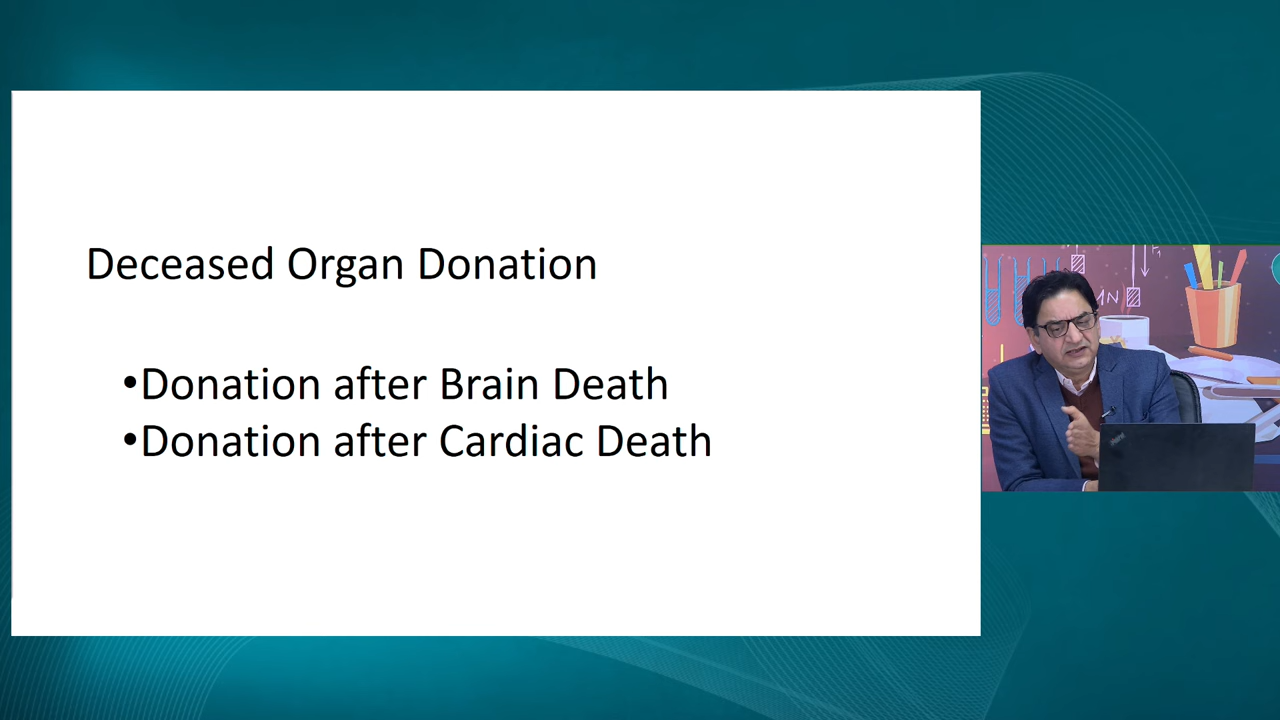 Deceased Organ Donation
•Donation after Brain Death
•Donation after Cardiac Death